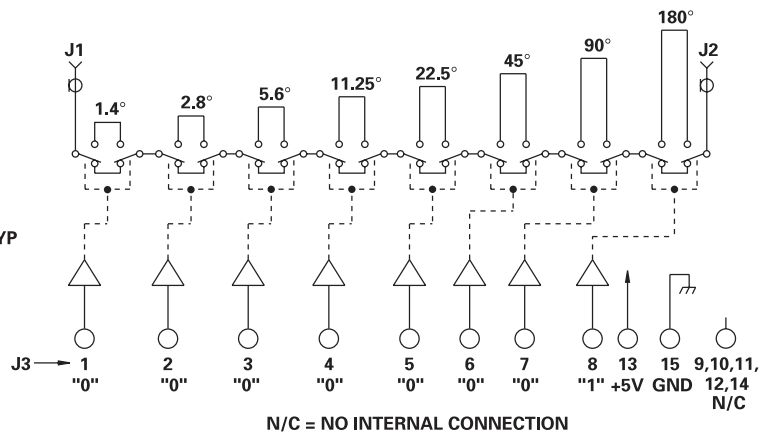 180°
J1
90°
J2
45°
22.5°
11.25°
5.6°
2.8°
1.4°
YP
J3 1 2 3 4 5 6 7 8 13 15 9,10,11,
"0" "0" "0" "0" "0" "0" "0" "1" +5V GND 12,14
N/C
N/C = NO INTERNAL CONNECTION